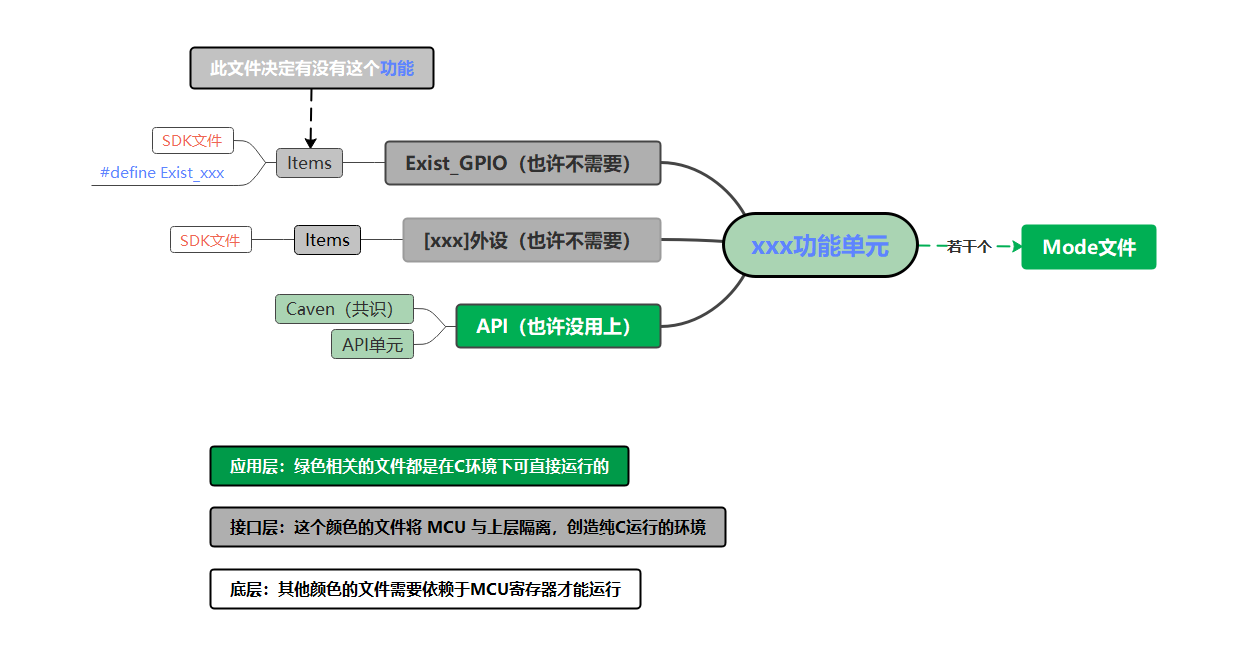 此文件决定有没有这个功能
SDK文件
#define Exist_xxx
Items
Exist_GPIO（也许不需要）
SDK文件
Items
[xxx]外设（也许不需要）
Caven（共识）
API单元
API（也许没用上）
xxx功能单元
若干个
Mode文件
应用层：绿色相关的文件都是在C环境下可直接运行的
接口层：这个颜色的文件将 MCU 与上层隔离，创造纯C运行的环境
底层：其他颜色的文件需要依赖于MCU寄存器才能运行